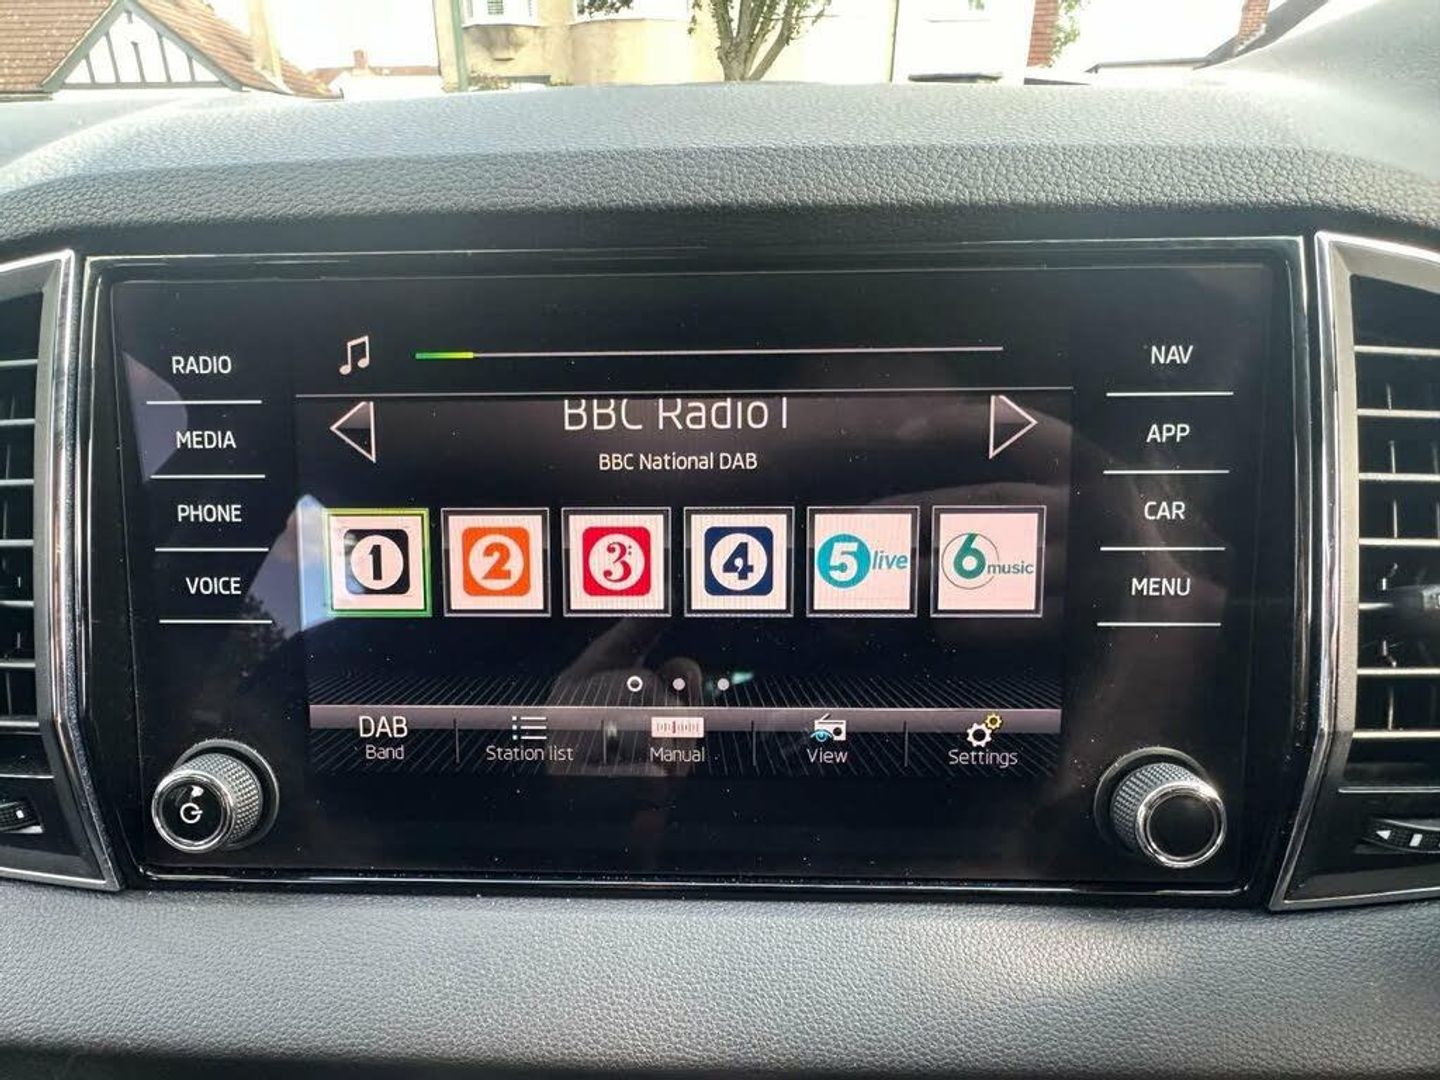 RADIO
MEDIA
PHONE
VOICE
NAV
APP
CAR
MENU
BBC Radio 1
BBC National DAB
1
2
3
4
5 live
6 music
DAB
Band
Station list
Manual
View
Settings